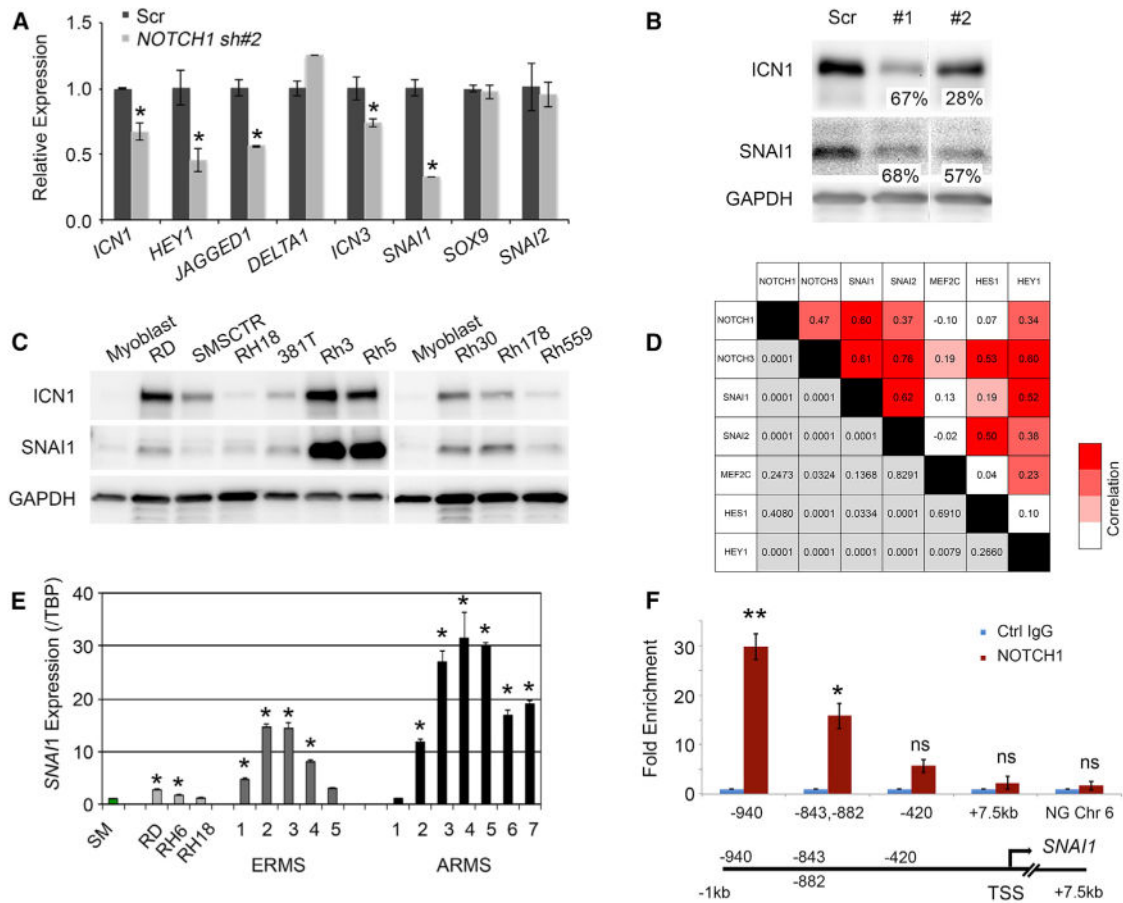 A
Scr
NOTCH1 sh#2
Relative Expression
1.5
1.0
0.5
0.0
* * * * *
ICN1 HEY1 JAGGED1 DELTA1 ICN3 SNAI1 SOX9 SNAI2
B
Scr #1 #2
ICN1
67% 28%
SNAI1
68% 57%
GAPDH
C
Myoblast RD SMSCTR RH18 381T Rh3 Rh5 Myoblast Rh30 Rh178 Rh559
ICN1
SNAI1
GAPDH
D
NOTCH1 NOTCH3 SNAI1 SNAI2 MEF2C HES1 HEY1
NOTCH1 0.47 0.60 0.37 -0.10 0.07 0.34
NOTCH3 0.0001 0.61 0.76 0.19 0.53 0.60
SNAI1 0.0001 0.0001 0.62 0.13 0.19 0.52
SNAI2 0.0001 0.0001 0.0001 -0.02 0.50 0.38
MEF2C 0.2473 0.0324 0.1368 0.8291 0.04 0.23
HES1 0.4080 0.0001 0.0334 0.0001 0.6910 0.10
HEY1 0.0001 0.0001 0.0001 0.0001 0.0079 0.2660
Correlation
E
SNAI1 Expression (/TBP)
40
30
20
10
0
* * * * * * * * * * * *
SM RD RH6 RH18 1 2 3 4 5 1 2 3 4 5 6 7
ERMS ARMS
F
Ctrl IgG
NOTCH1
Fold Enrichment
30
20
10
0
** * ns ns ns
-940 -843,-882 -420 +7.5kb NG Chr 6
-940 -843 -420 SNAI1
-882
-1kb TSS +7.5kb